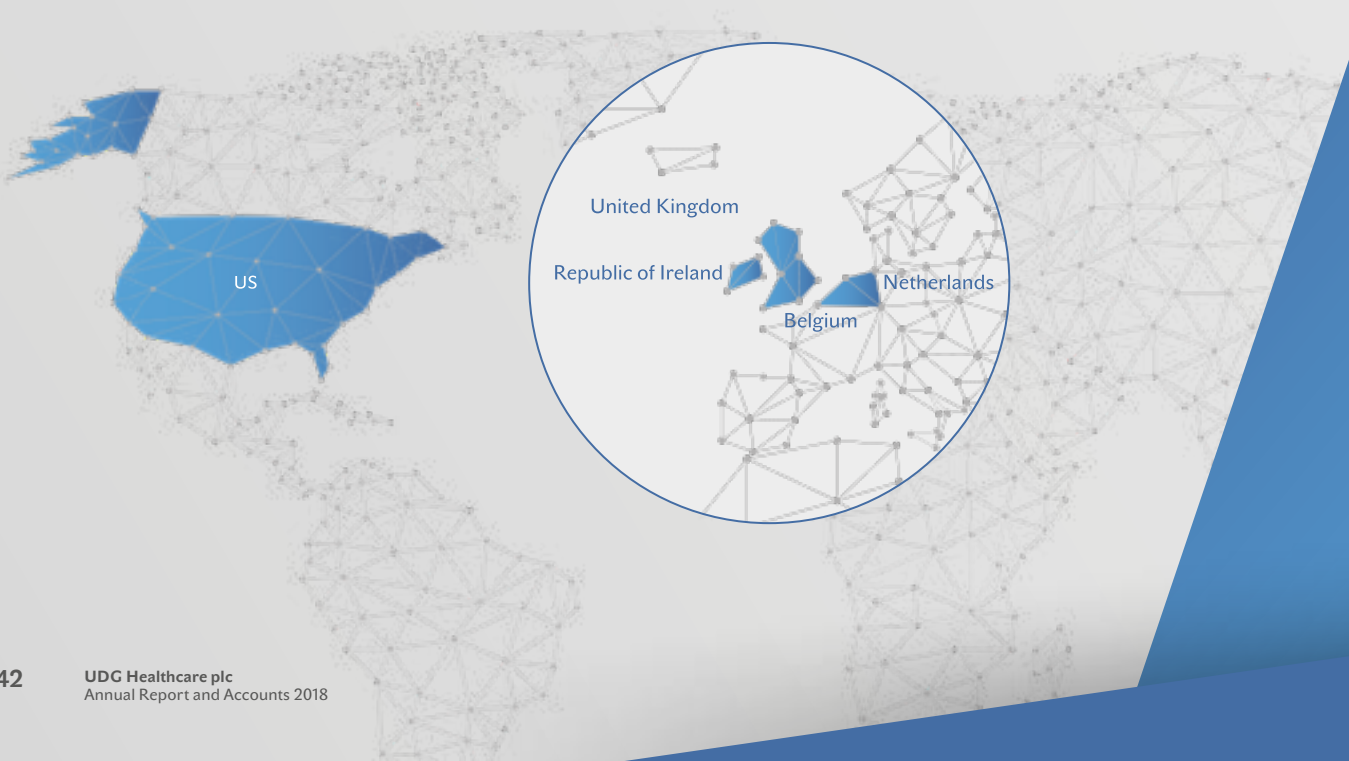 United Kingdom
Republic of Ireland
US
Netherlands
Belgium
42
UDG Healthcare plc
Annual Report and Accounts 2018